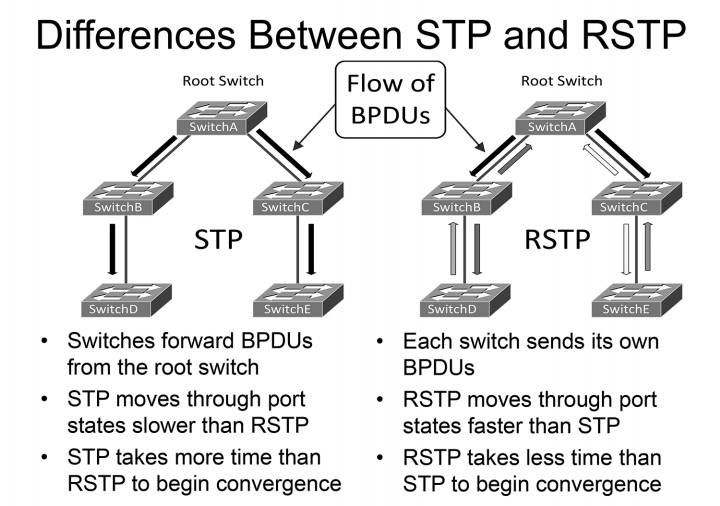 Differences Between STP and RSTP
Root Switch
Flow of
BPDUs
Root Switch
SwitchA
SwitchA
SwitchB
SwitchC
SwitchB
SwitchC
STP
RSTP
SwitchD
SwitchE
SwitchD
SwitchE
• Switches forward BPDUs
from the root switch
• STP moves through port
states slower than RSTP
• STP takes more time than
RSTP to begin convergence
• Each switch sends its own
BPDUs
• RSTP moves through port
states faster than STP
• RSTP takes less time than
STP to begin convergence